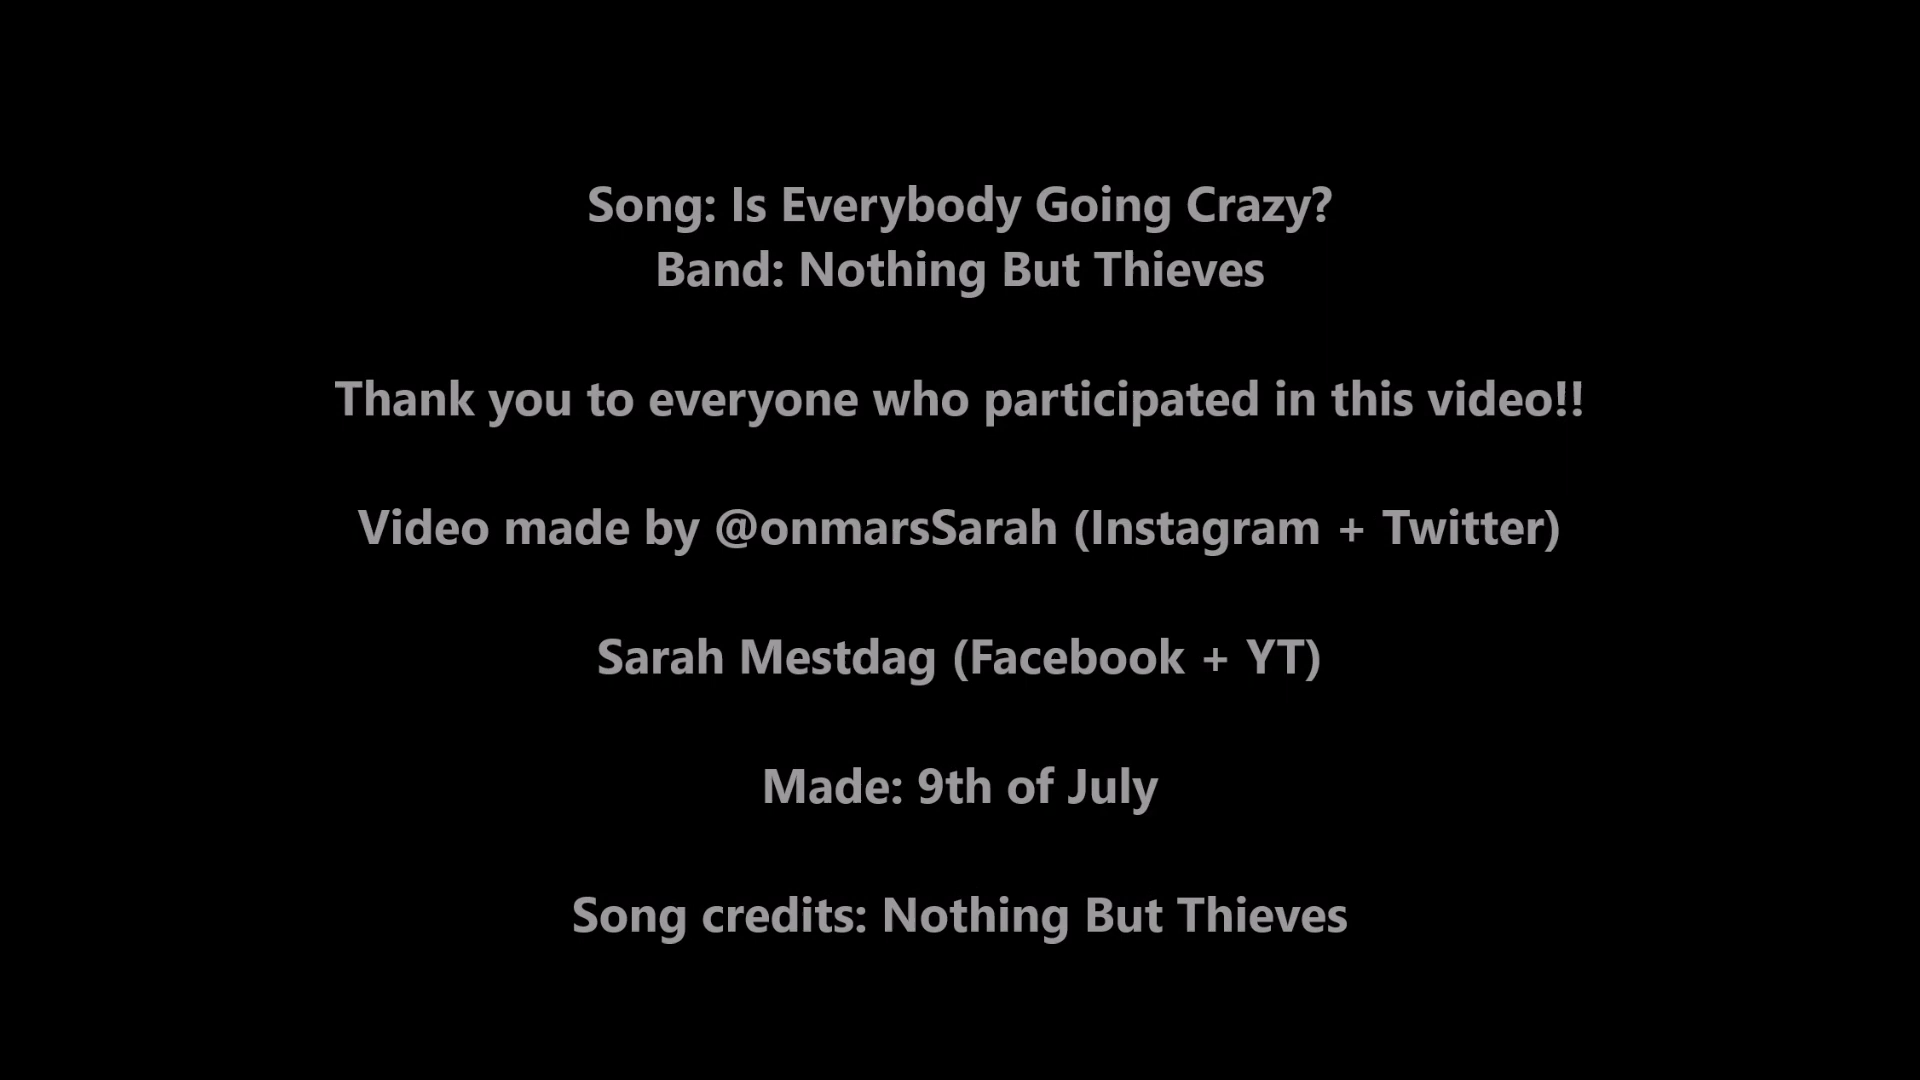 Song: Is Everybody Going Crazy?
Band: Nothing But Thieves
Thank you to everyone who participated in this video!!
Video made by @onmarsSarah (Instagram + Twitter)
Sarah Mestdag (Facebook + YT)
Made: 9th of July
Song credits: Nothing But Thieves